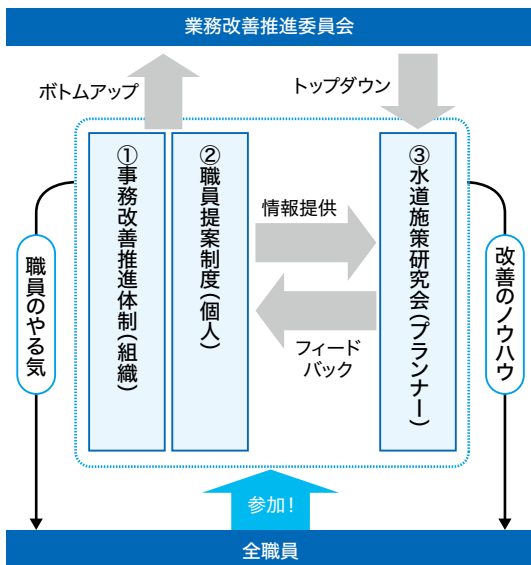 業務改善推進委員会
ボトムアップ
トップダウン
①事務改善推進体制(組織)
②職員提案制度(個人)
情報提供
フィード
バック
③水道施策研究会(プランナー)
職員のやる気
改善のノウハウ
参加!
全職員